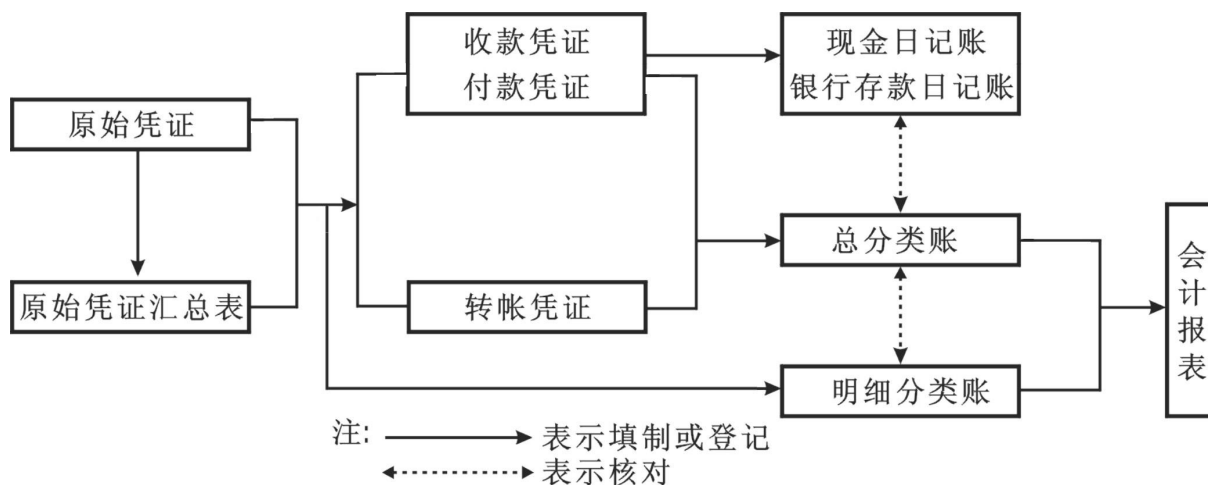 收款凭证
付款凭证
现金日记账
银行存款日记账
原始凭证
总分类账
原始凭证汇总表
转帐凭证
明细分类账
会计报表
注:
表示填制或登记
表示核对